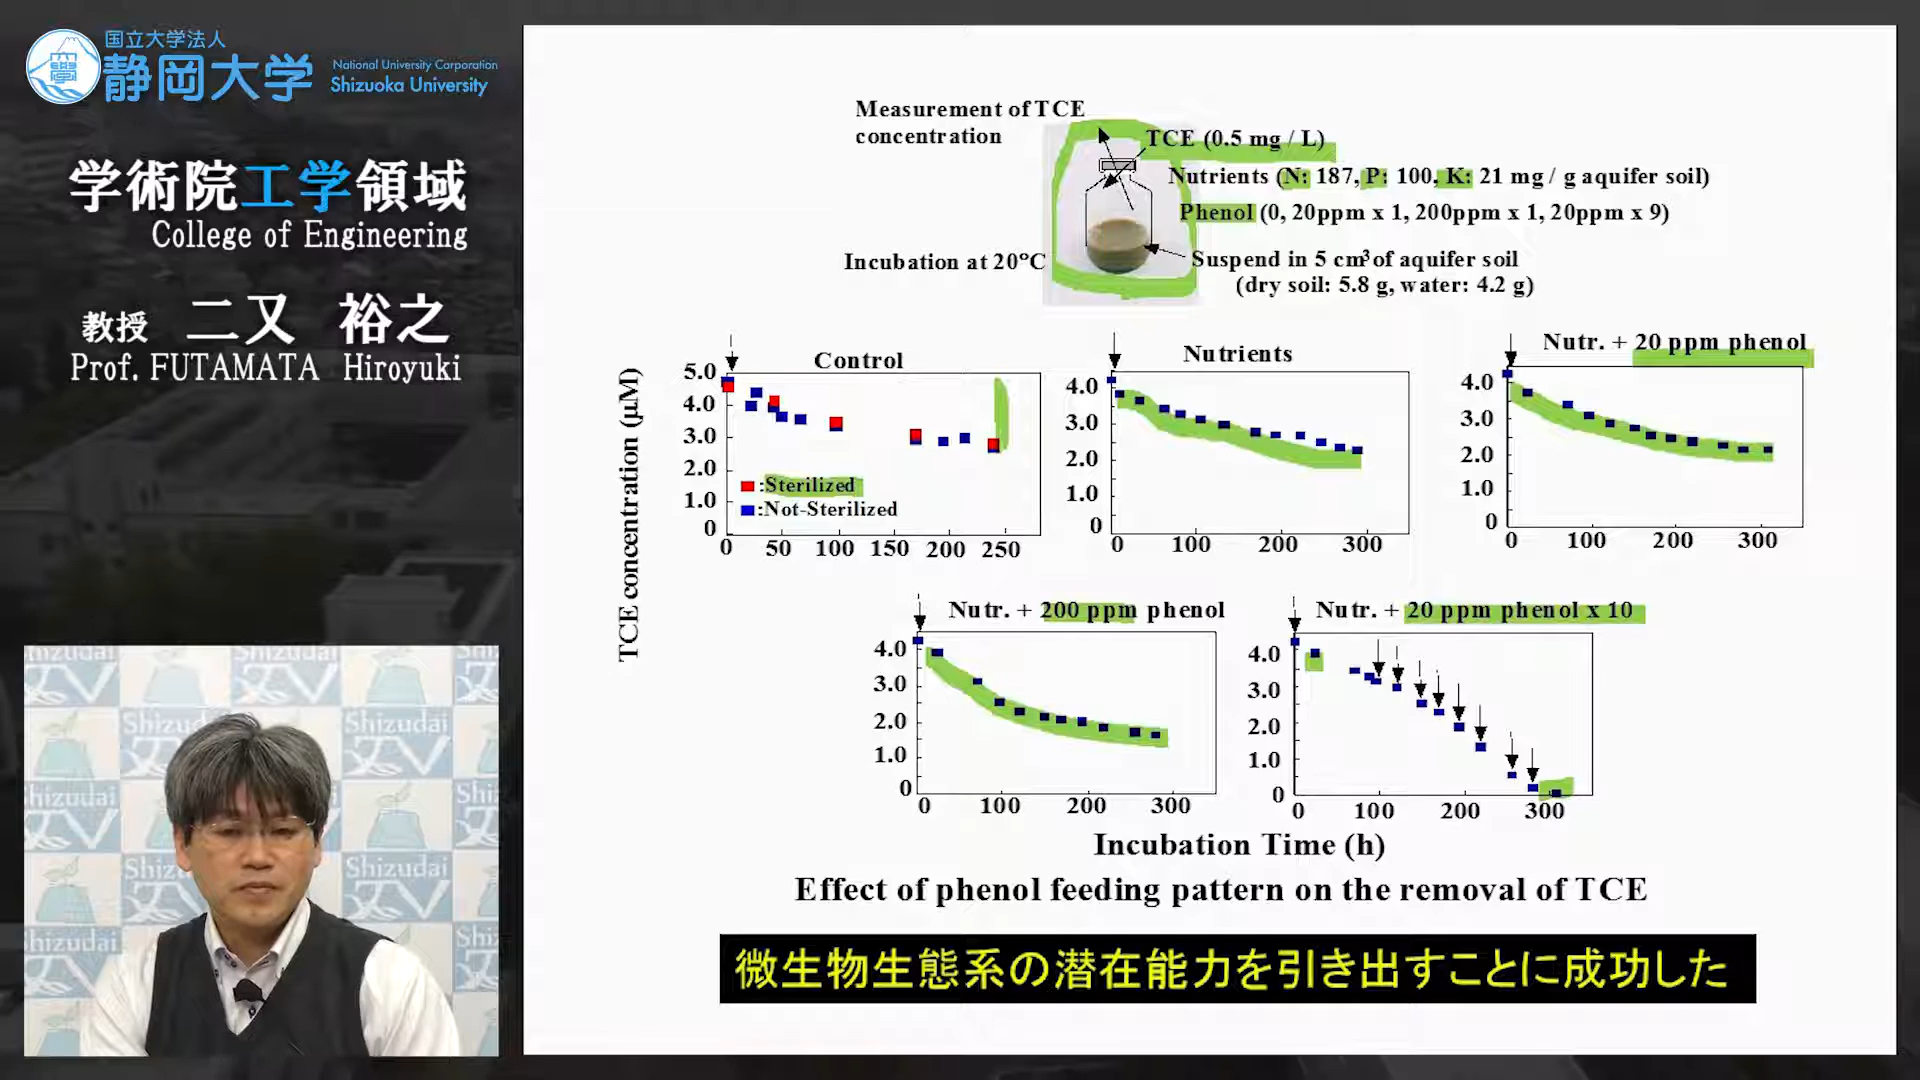 国立大学法人
静岡大学
National University Corporation
Shizuoka University
学術院工学領域
College of Engineering
教授 二又 裕之
Prof. FUTAMATA Hiroyuki
Measurement of TCE
concentration
TCE (0.5 mg / L)
Nutrients (N: 187, P: 100, K: 21 mg / g aquifer soil)
Phenol (0, 20ppm x 1, 200ppm x 1, 20ppm x 9)
Incubation at 20°C
Suspend in 5 cm³ of aquifer soil
(dry soil: 5.8 g, water: 4.2 g)
TCE concentration (μM)
Control
5.0
4.0
3.0
2.0
1.0
0
:Sterilized
:Not-Sterilized
0 50 100 150 200 250
Nutrients
4.0
3.0
2.0
1.0
0
0 100 200 300
Nutr. + 20 ppm phenol
4.0
3.0
2.0
1.0
0
0 100 200 300
Nutr. + 200 ppm phenol
4.0
3.0
2.0
1.0
0
0 100 200 300
Nutr. + 20 ppm phenol x 10
4.0
3.0
2.0
1.0
0
0 100 200 300
Incubation Time (h)
Effect of phenol feeding pattern on the removal of TCE
微生物生態系の潜在能力を引き出すことに成功した
Shizudai
TV
Shizudai
Shizudai